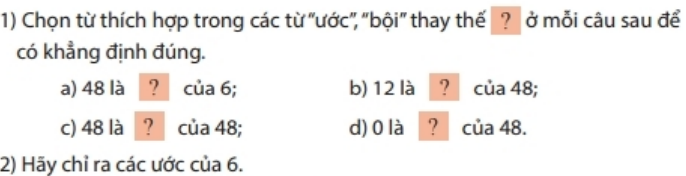 1) Chọn từ thích hợp trong các từ “ước”, “bội” thay thế ? ở mỗi câu sau để
có khẳng định đúng.
a) 48 là ? của 6; b) 12 là ? của 48;
c) 48 là ? của 48; d) 0 là ? của 48.
2) Hãy chỉ ra các ước của 6.